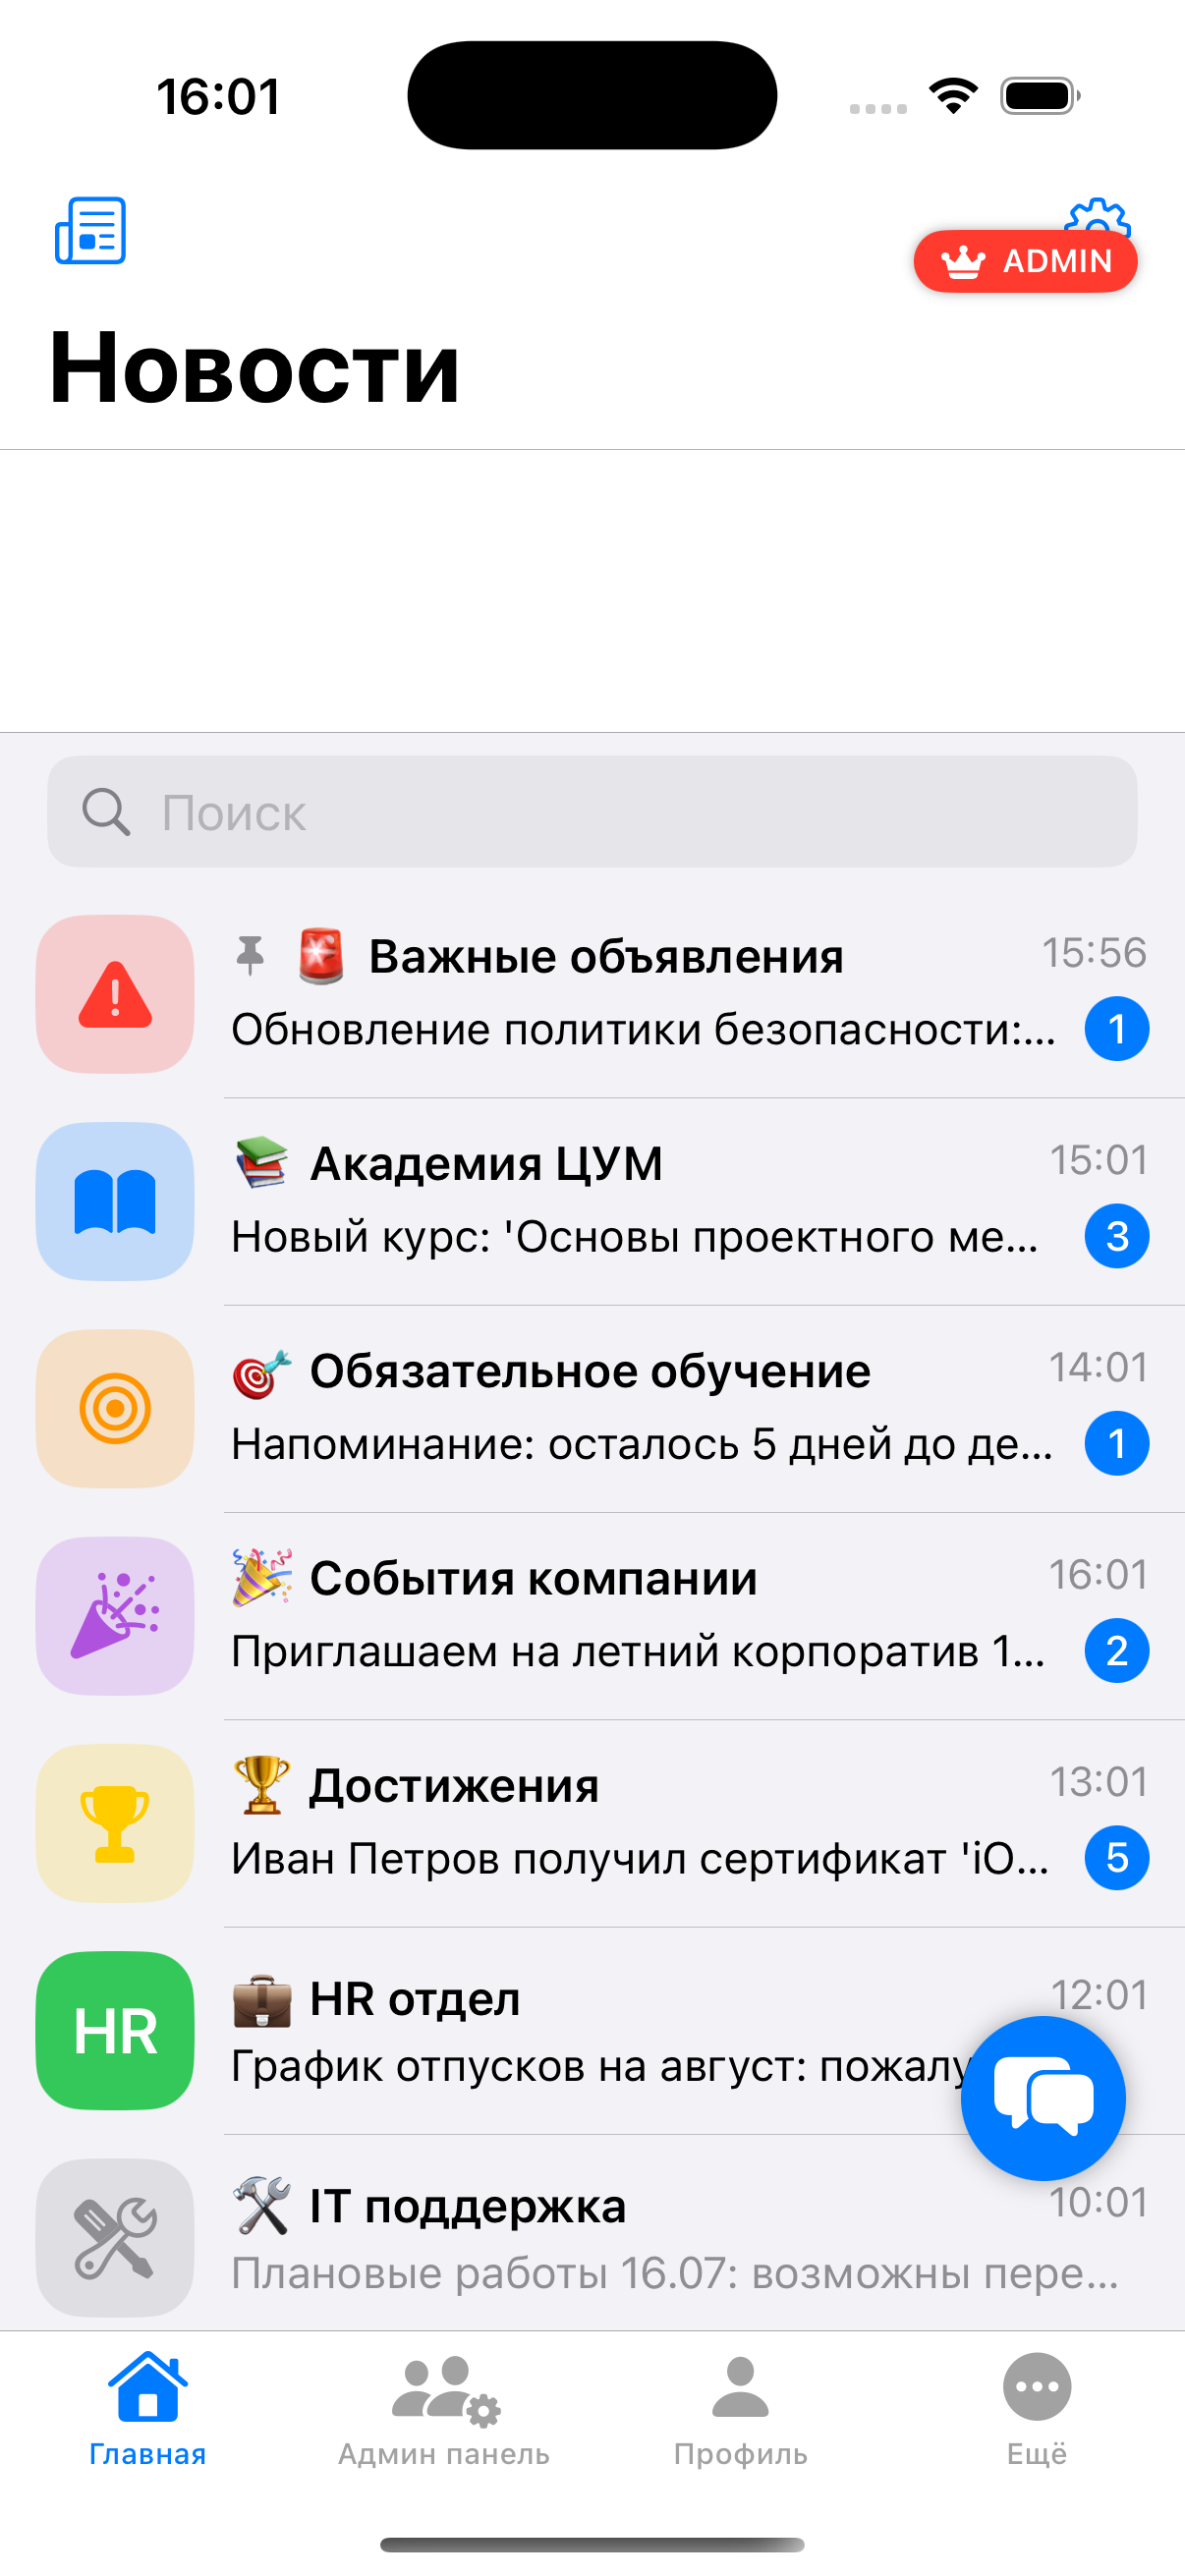 16:01
ADMIN
Новости
Поиск
Важные объявления 15:56
Обновление политики безопасности:... 1
Академия ЦУМ 15:01
Новый курс: 'Основы проектного ме... 3
Обязательное обучение 14:01
Напоминание: осталось 5 дней до де... 1
События компании 16:01
Приглашаем на летний корпоратив 1... 2
Достижения 13:01
Иван Петров получил сертификат 'iO... 5
HR HR отдел 12:01
График отпусков на август: пожалу
IT поддержка 10:01
Плановые работы 16.07: возможны пере...
Главная Админ панель Профиль Ещё